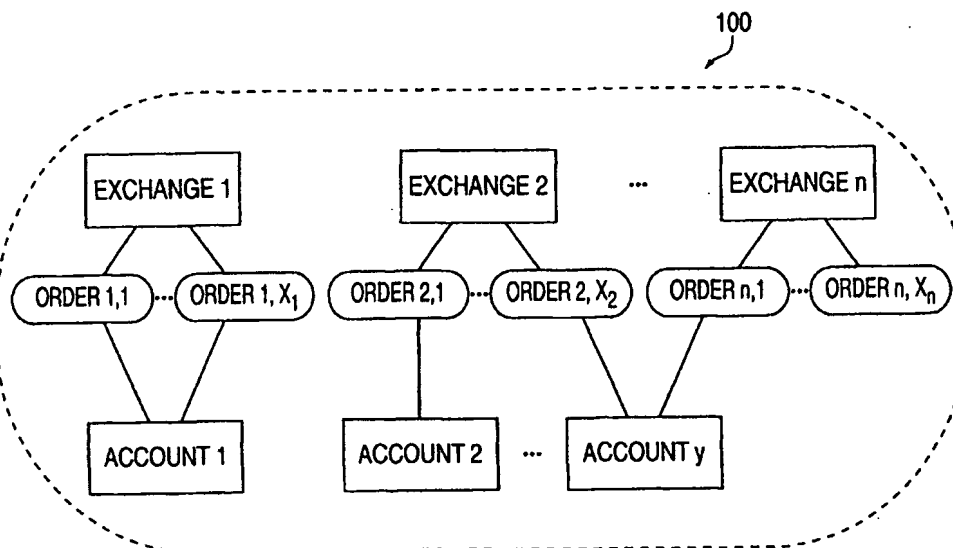 100
EXCHANGE 1
EXCHANGE 2
...
EXCHANGE n
ORDER 1,1
...
ORDER 1, X₁
ORDER 2,1
...
ORDER 2, X₂
ORDER n,1
...
ORDER n, Xₙ
ACCOUNT 1
ACCOUNT 2
...
ACCOUNT y